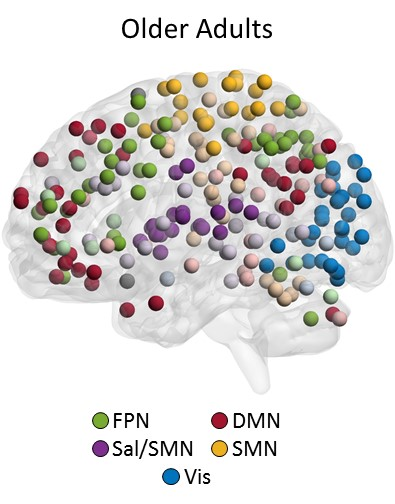 Older Adults
FPN DMN
Sal/SMN SMN
Vis